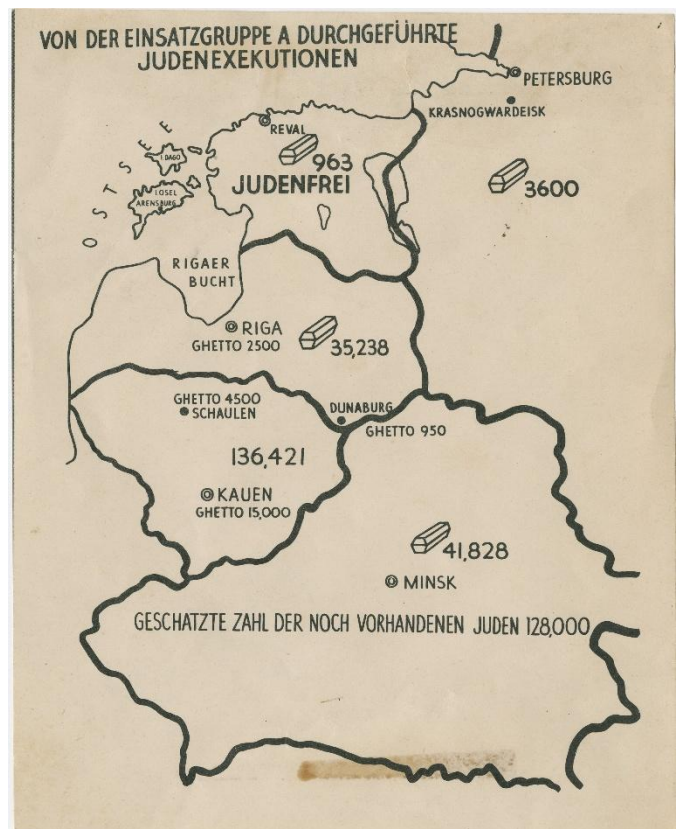 VON DER EINSATZGRUPPE A DURCHGEFÜHRTE
JUDENEXEKUTIONEN
PETERSBURG
KRASNOGWARDEISK
REVAL
OSTSEE
I DAGO
963
JUDENFREI
3600
I.OSEL
ARENSBURG
RIGAER
BUCHT
RIGA
GHETTO 2500
35,238
GHETTO 4500
SCHAULEN
DUNABURG
GHETTO 950
136,421
KAUEN
GHETTO 15,000
41,828
MINSK
GESCHATZTE ZAHL DER NOCH VORHANDENEN JUDEN 128,000